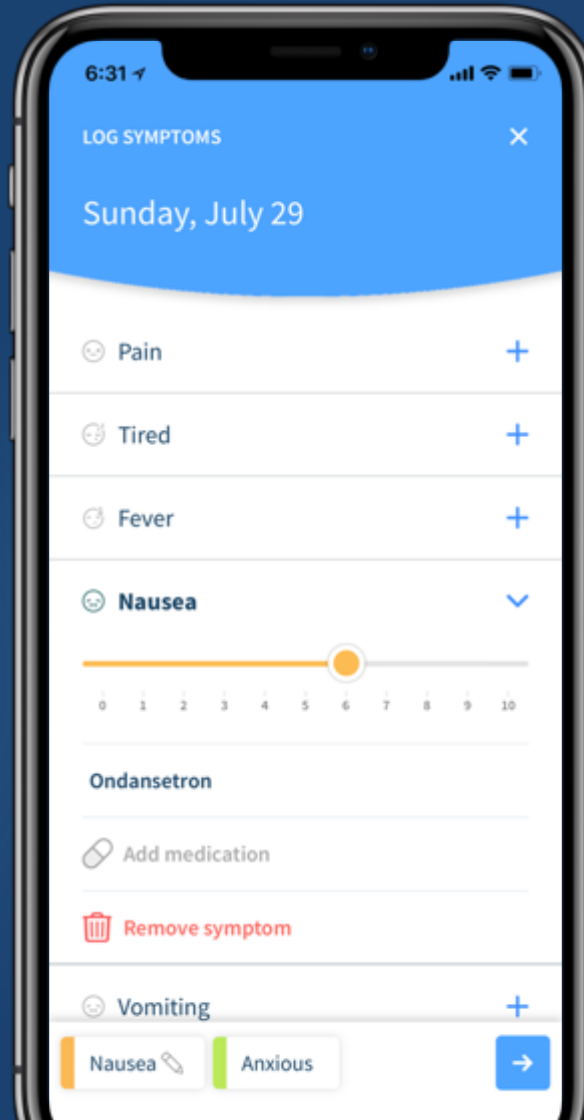 6:31
LOG SYMPTOMS
Sunday, July 29
Pain
Tired
Fever
Nausea
0 1 2 3 4 5 6 7 8 9 10
Ondansetron
Add medication
Remove symptom
Vomiting
Nausea Anxious